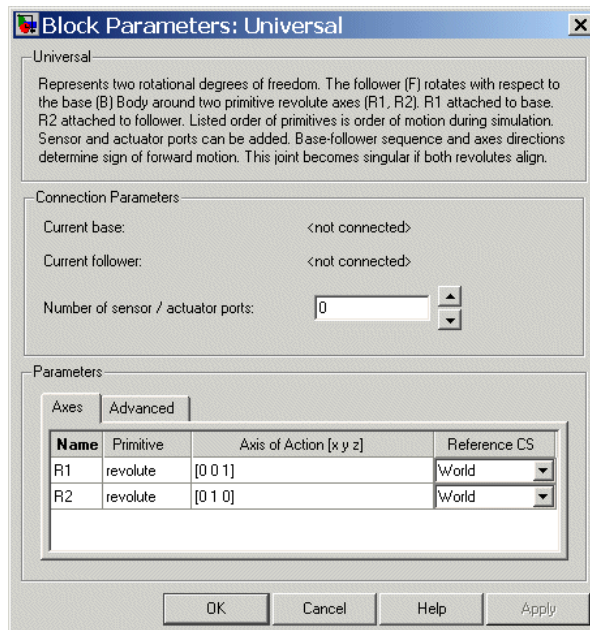 Block Parameters: Universal
Universal
Represents two rotational degrees of freedom. The follower (F) rotates with respect to
the base (B) Body around two primitive revolute axes (R1, R2). R1 attached to base.
R2 attached to follower. Listed order of primitives is order of motion during simulation.
Sensor and actuator ports can be added. Base-follower sequence and axes directions
determine sign of forward motion. This joint becomes singular if both revolutes align.
Connection Parameters
Current base: <not connected>
Current follower: <not connected>
Number of sensor / actuator ports: 0
Parameters
Axes Advanced
Name Primitive Axis of Action [x y z] Reference CS
R1 revolute [0 0 1] World
R2 revolute [0 1 0] World
OK Cancel Help Apply